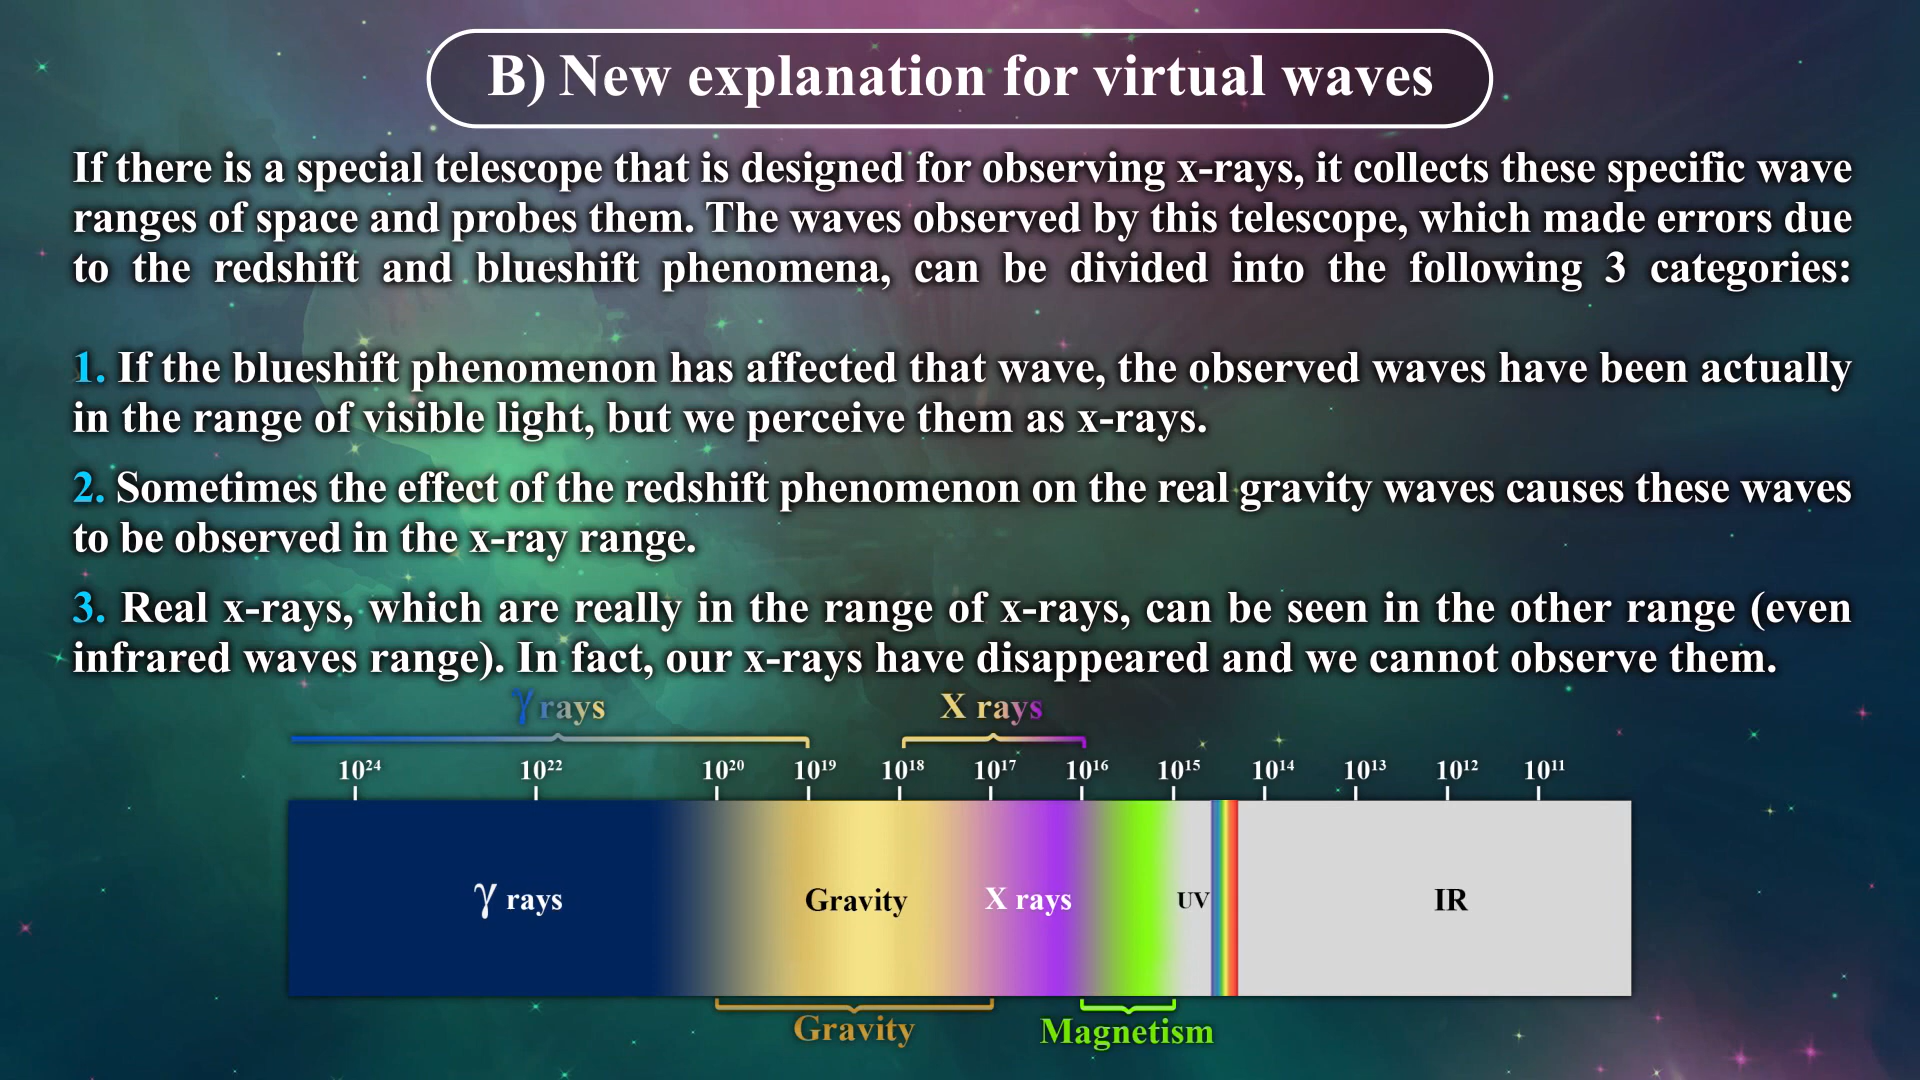 B) New explanation for virtual waves
If there is a special telescope that is designed for observing x-rays, it collects these specific wave
ranges of space and probes them. The waves observed by this telescope, which made errors due
to the redshift and blueshift phenomena, can be divided into the following 3 categories:
1. If the blueshift phenomenon has affected that wave, the observed waves have been actually
in the range of visible light, but we perceive them as x-rays.
2. Sometimes the effect of the redshift phenomenon on the real gravity waves causes these waves
to be observed in the x-ray range.
3. Real x-rays, which are really in the range of x-rays, can be seen in the other range (even
infrared waves range). In fact, our x-rays have disappeared and we cannot observe them.
γ rays X rays
10²⁴ 10²² 10²⁰ 10¹⁹ 10¹⁸ 10¹⁷ 10¹⁶ 10¹⁵ 10¹⁴ 10¹³ 10¹² 10¹¹
γ rays Gravity X rays UV IR
Gravity Magnetism